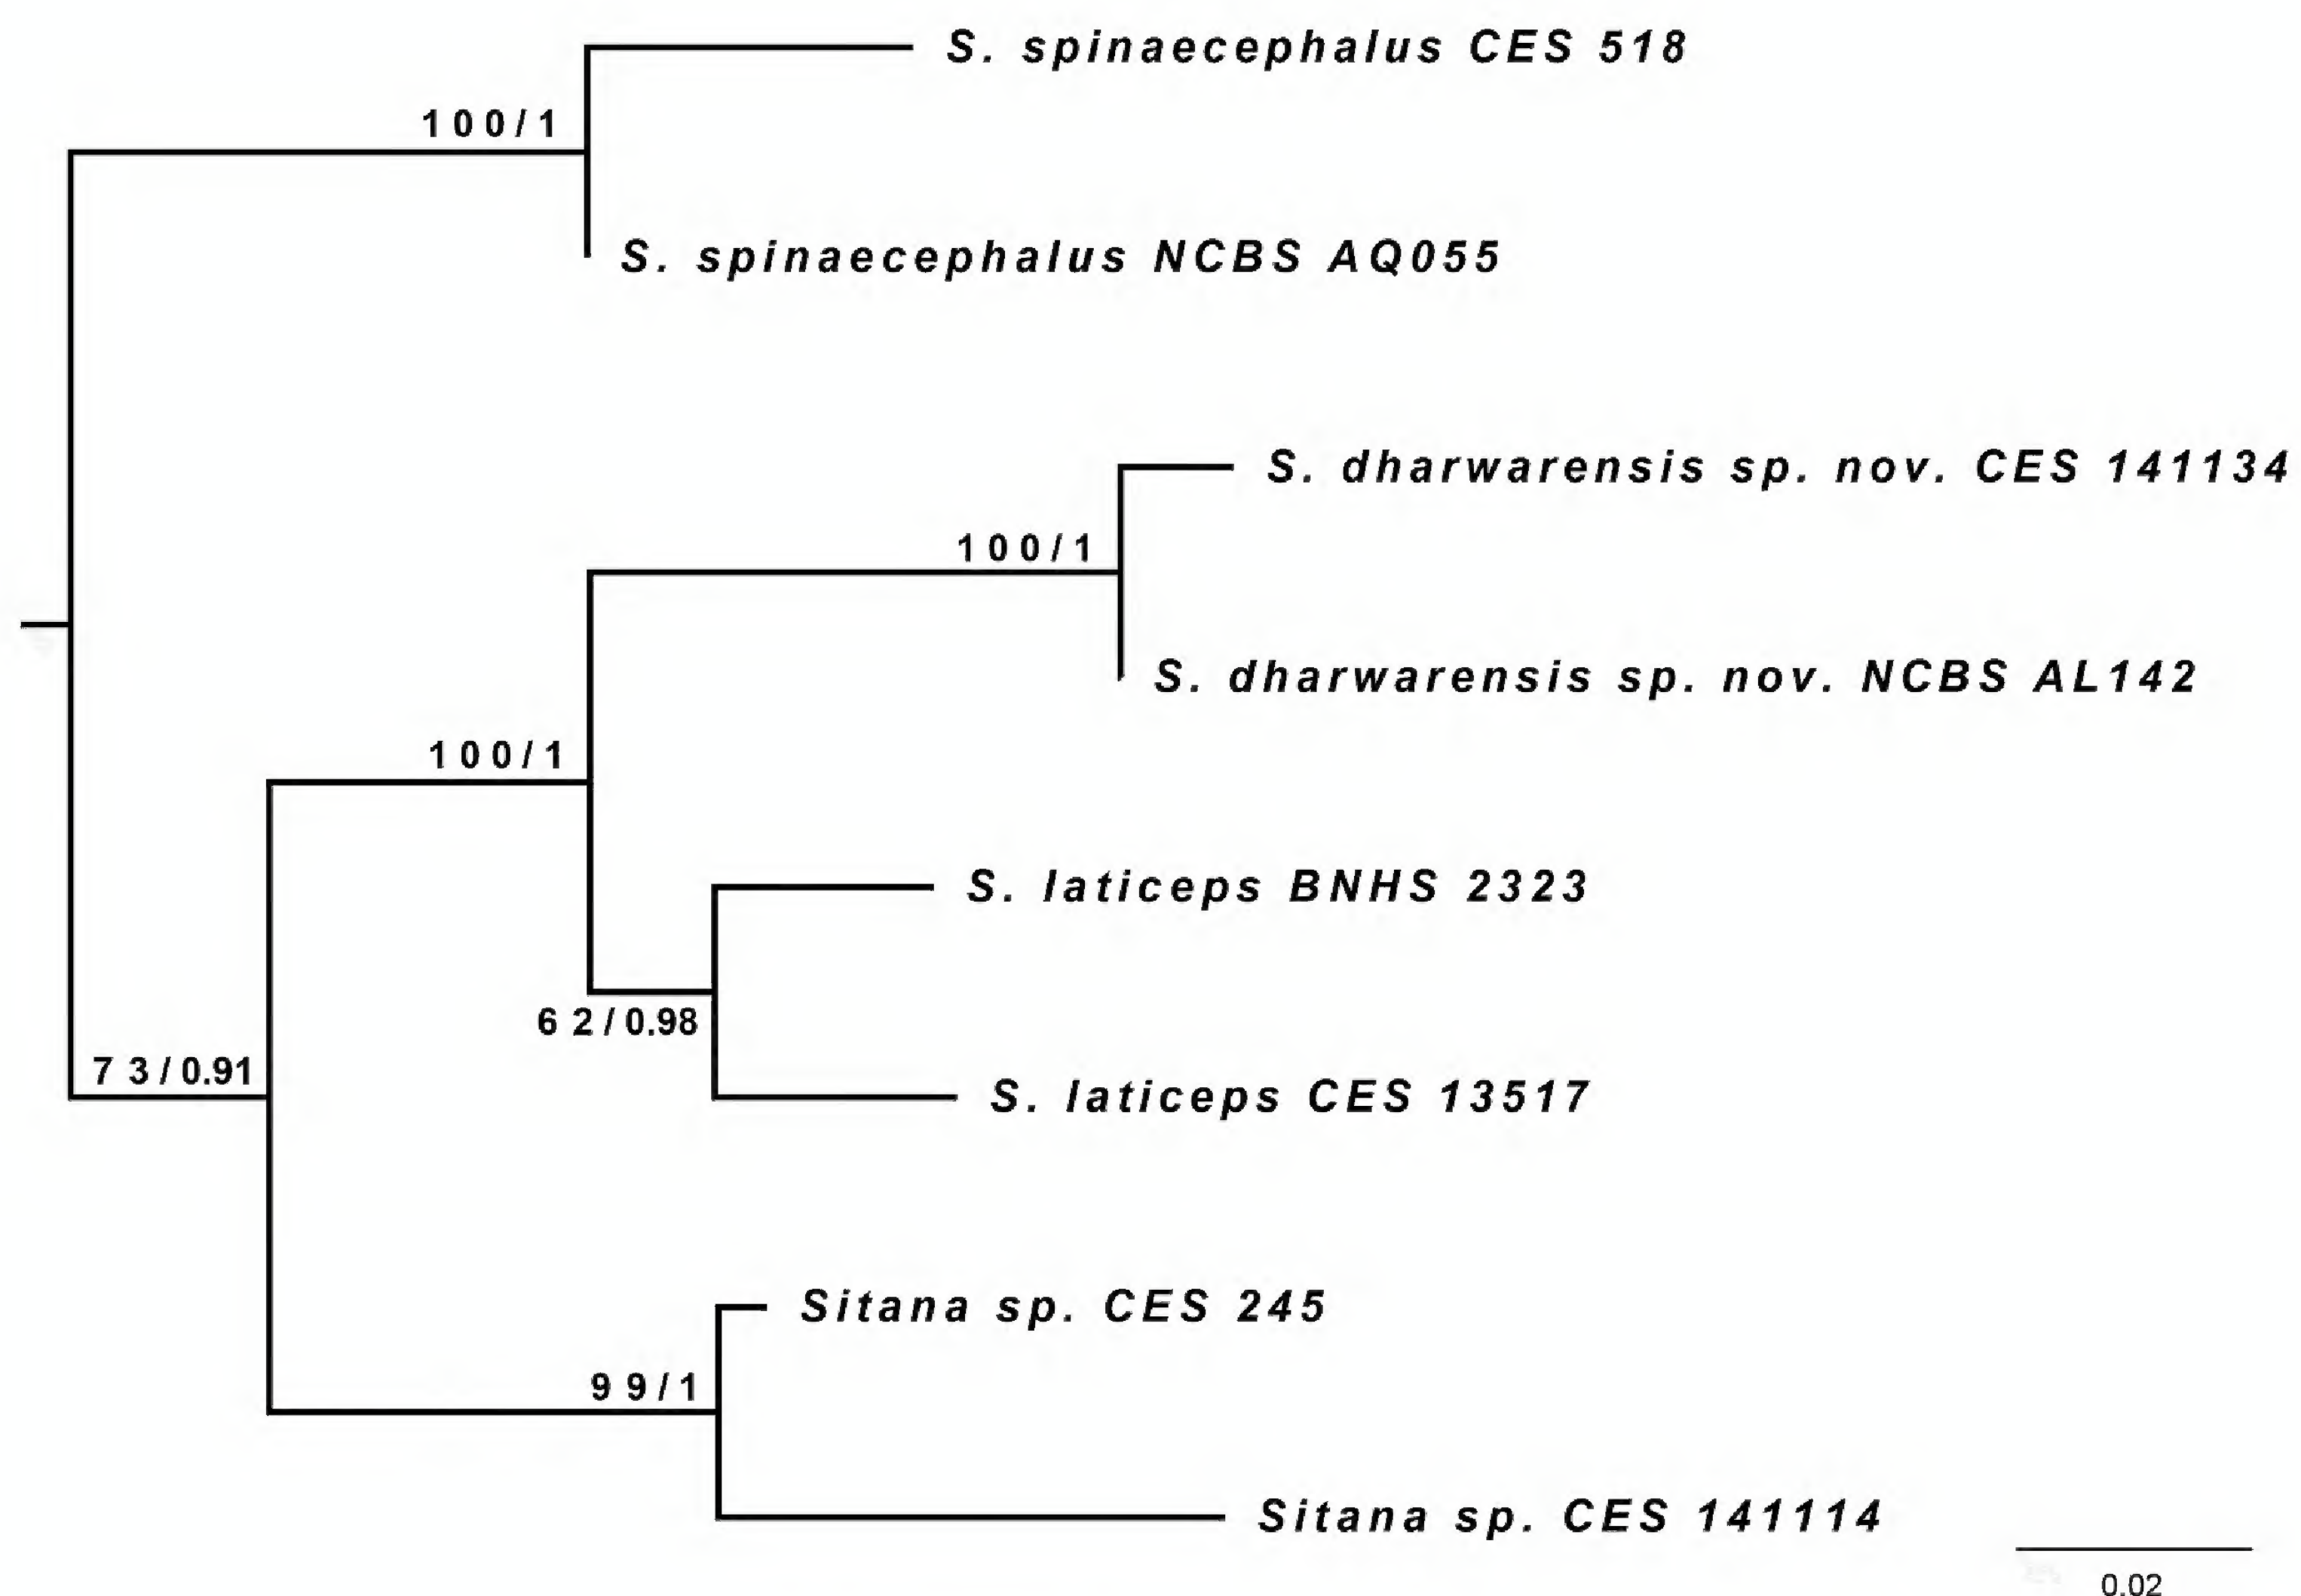 S. spinaecephalus CES 518
100/1
S. spinaecephalus NCBS AQ055
S. dharwarensis sp. nov. CES 141134
100/1
S. dharwarensis sp. nov. NCBS AL142
100/1
S. laticeps BNHS 2323
62/0.98
73/0.91
S. laticeps CES 13517
Sitana sp. CES 245
99/1
Sitana sp. CES 141114
0.02